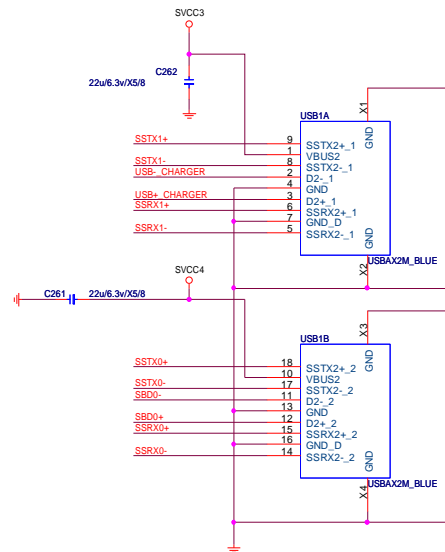 SVCC3
C262
22u/6.3v/X5/8
USB1A
X1
GND
SSTX1+ 9 SSTX2+_1
1 VBUS2
SSTX1- 8 SSTX2-_1
USB-_CHARGER 2 D2-_1
4 GND
USB+_CHARGER 3 D2+_1
SSRX1+ 6 SSRX2+_1
7 GND_D
SSRX1- 5 SSRX2-_1
GND
X2
USBAX2M_BLUE
SVCC4
C261 22u/6.3v/X5/8
X3
USB1B
GND
SSTX0+ 18 SSTX2+_2
10 VBUS2
SSTX0- 17 SSTX2-_2
SBD0- 11 D2-_2
13 GND
SBD0+ 12 D2+_2
SSRX0+ 15 SSRX2+_2
16 GND_D
SSRX0- 14 SSRX2-_2
GND
X4
USBAX2M_BLUE